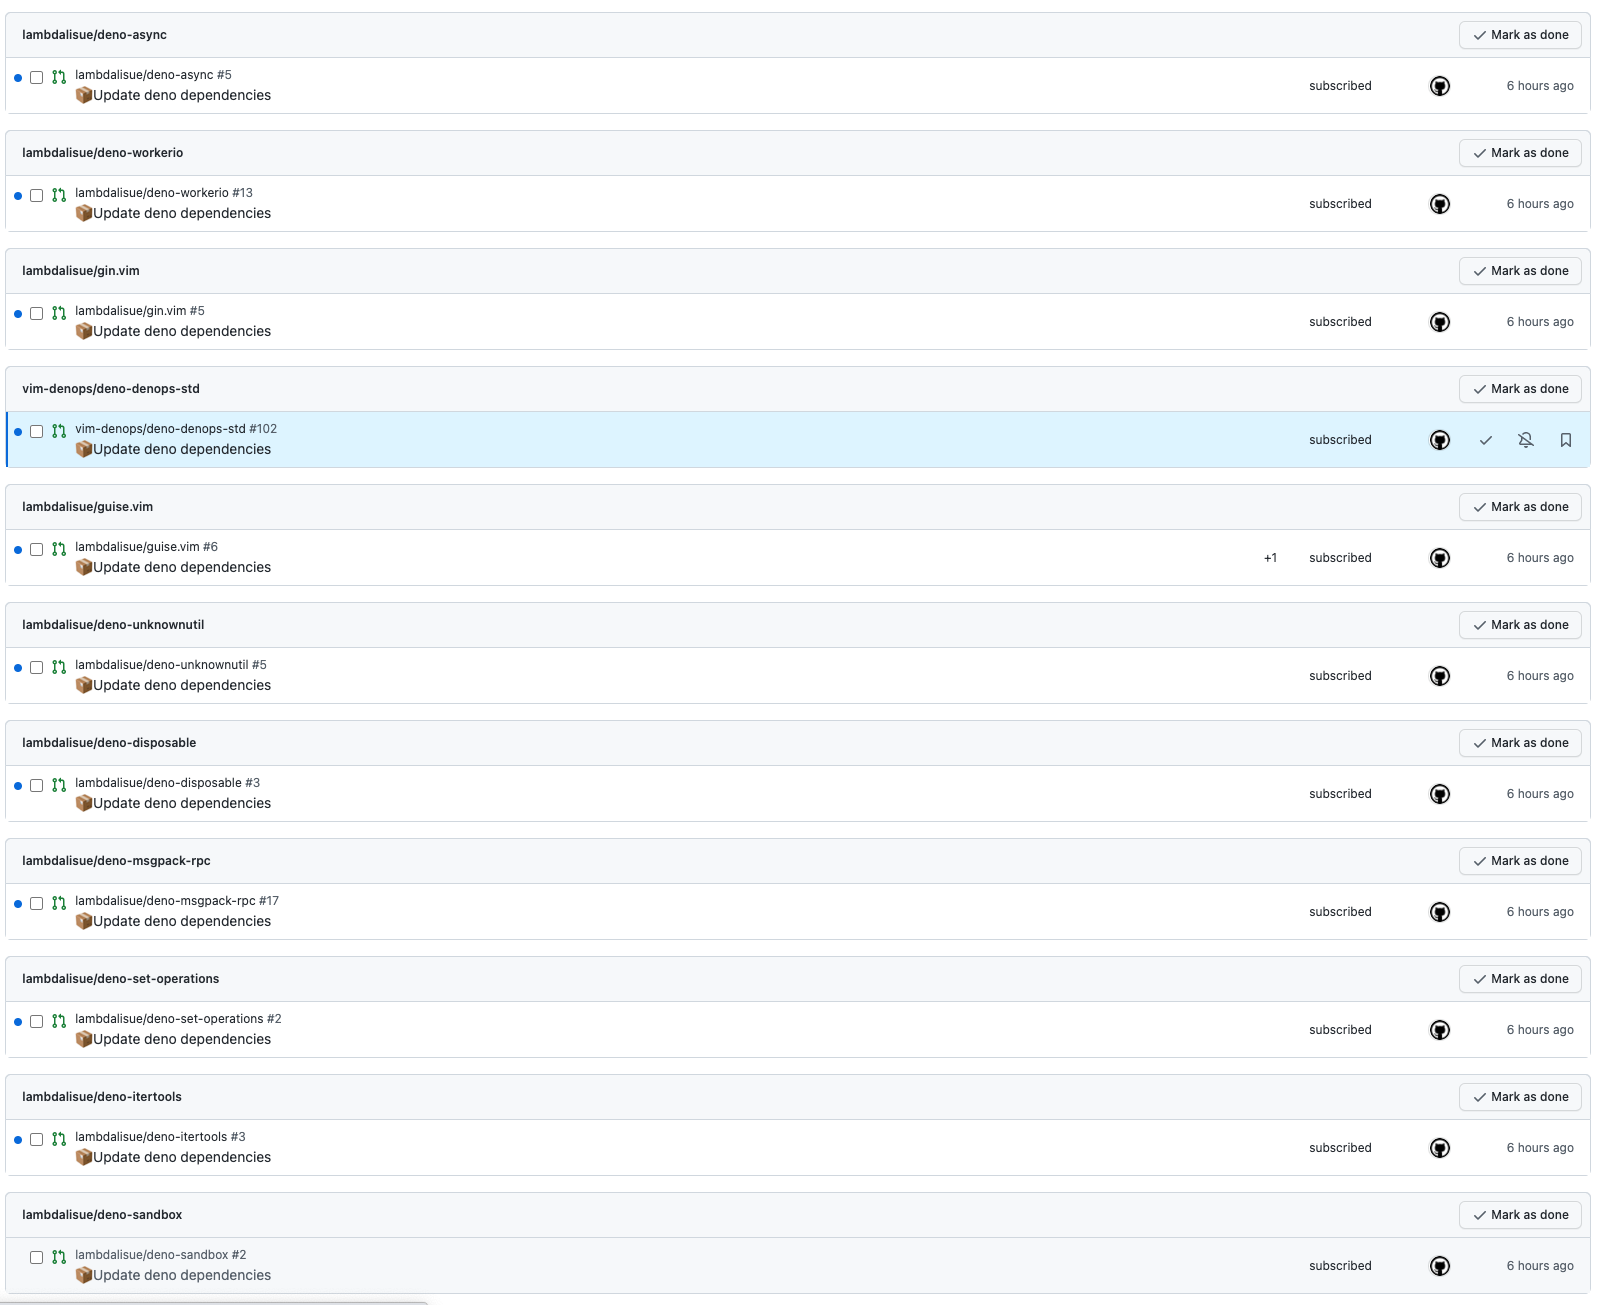 lambdalisue/deno-async
Mark as done
lambdalisue/deno-async #5
📦Update deno dependencies
subscribed
6 hours ago
lambdalisue/deno-workerio
Mark as done
lambdalisue/deno-workerio #13
📦Update deno dependencies
subscribed
6 hours ago
lambdalisue/gin.vim
Mark as done
lambdalisue/gin.vim #5
📦Update deno dependencies
subscribed
6 hours ago
vim-denops/deno-denops-std
Mark as done
vim-denops/deno-denops-std #102
📦Update deno dependencies
subscribed
lambdalisue/guise.vim
Mark as done
lambdalisue/guise.vim #6
📦Update deno dependencies
+1
subscribed
6 hours ago
lambdalisue/deno-unknownutil
Mark as done
lambdalisue/deno-unknownutil #5
📦Update deno dependencies
subscribed
6 hours ago
lambdalisue/deno-disposable
Mark as done
lambdalisue/deno-disposable #3
📦Update deno dependencies
subscribed
6 hours ago
lambdalisue/deno-msgpack-rpc
Mark as done
lambdalisue/deno-msgpack-rpc #17
📦Update deno dependencies
subscribed
6 hours ago
lambdalisue/deno-set-operations
Mark as done
lambdalisue/deno-set-operations #2
📦Update deno dependencies
subscribed
6 hours ago
lambdalisue/deno-itertools
Mark as done
lambdalisue/deno-itertools #3
📦Update deno dependencies
subscribed
6 hours ago
lambdalisue/deno-sandbox
Mark as done
lambdalisue/deno-sandbox #2
📦Update deno dependencies
subscribed
6 hours ago